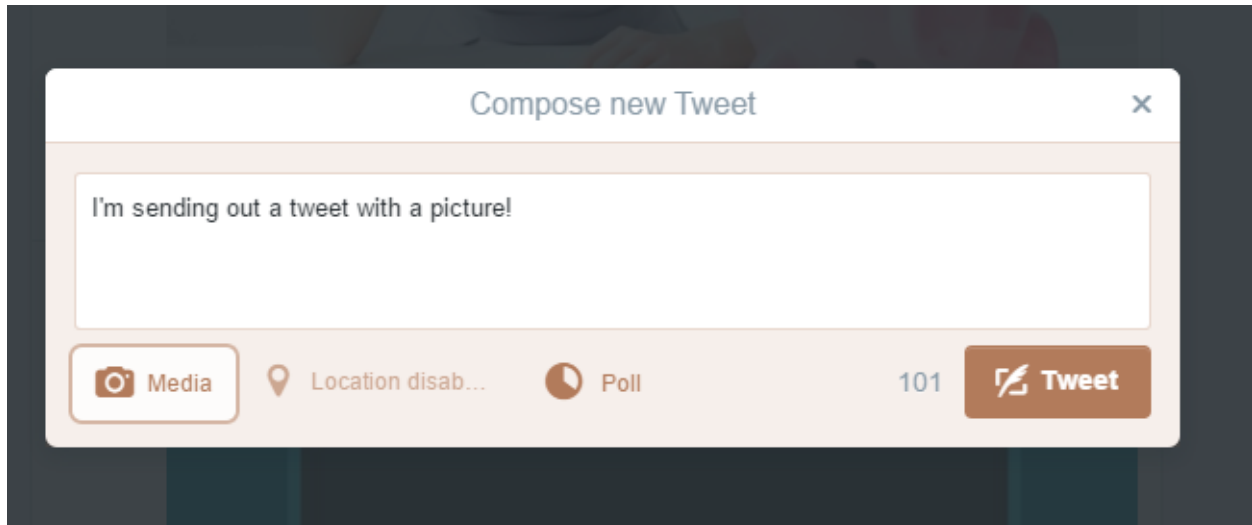 Compose new Tweet
I'm sending out a tweet with a picture!
Media Location disab... Poll 101 Tweet